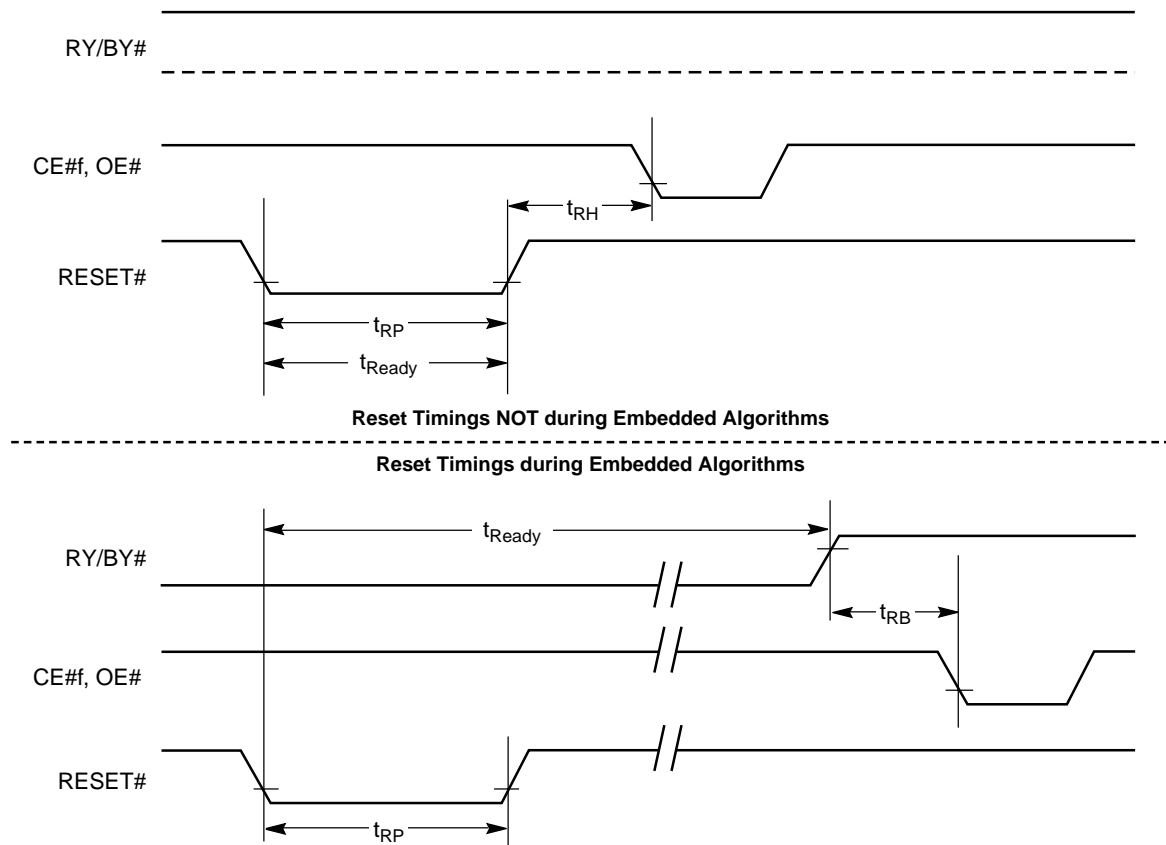 RY/BY#
CE#f, OE#
tRH
RESET#
tRP
tReady
Reset Timings NOT during Embedded Algorithms
Reset Timings during Embedded Algorithms
tReady
RY/BY#
tRB
CE#f, OE#
RESET#
tRP